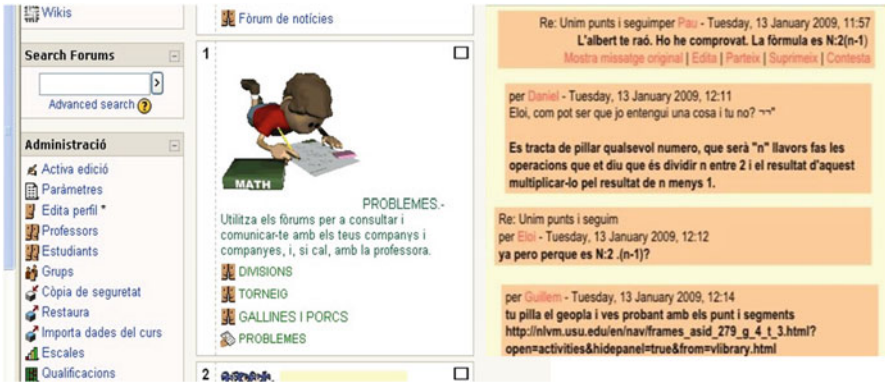 Wikis
Search Forums
Advanced search
Administració
Activa edició
Paràmetres
Edita perfil *
Professors
Estudiants
Grups
Còpia de seguretat
Restaura
Importa dades del curs
Escales
Qualificacions
Fòrum de notícies
1
MATH
PROBLEMES.-
Utilitza els fòrums per a consultar i
comunicar-te amb els teus companys i
companyes, i, si cal, amb la professora.
DIVISIONS
TORNEIG
GALLINES I PORCS
PROBLEMES
2
Re: Unim punts i seguimper Pau - Tuesday, 13 January 2009, 11:57
L'albert te raó. Ho he comprovat. La fòrmula es N:2(n-1)
Mostra missatge original | Edita | Parteix | Suprimeix | Contesta
per Daniel - Tuesday, 13 January 2009, 12:11
Eloi, com pot ser que jo entengui una cosa i tu no? ¬¬"
Es tracta de pillar qualsevol numero, que serà "n" llavors fas les
operacions que et diu que és dividir n entre 2 i el resultat d'aquest
multiplicar-lo pel resultat de n menys 1.
Re: Unim punts i seguim
per Eloi - Tuesday, 13 January 2009, 12:12
ya pero perque es N:2 .(n-1)?
per Guillem - Tuesday, 13 January 2009, 12:14
tu pilla el geopla i ves probant amb els punt i segments
http://nlvm.usu.edu/en/nav/frames_asid_279_g_4_t_3.html?
open=activities&hidepanel=true&from=vlibrary.html